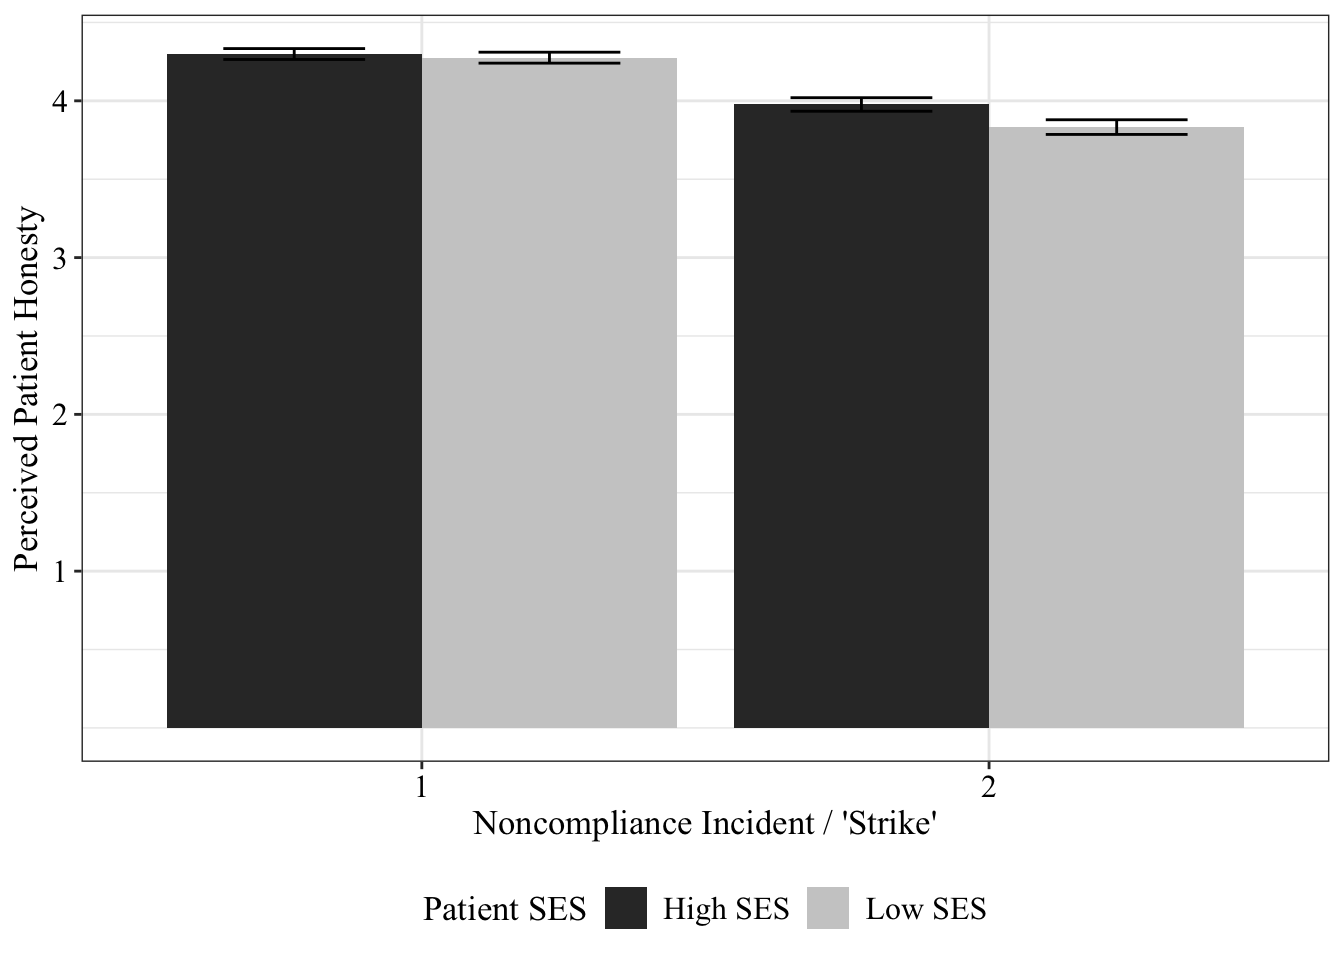 Perceived Patient Honesty
4
3
2
1
1 2
Noncompliance Incident / 'Strike'
Patient SES High SES Low SES